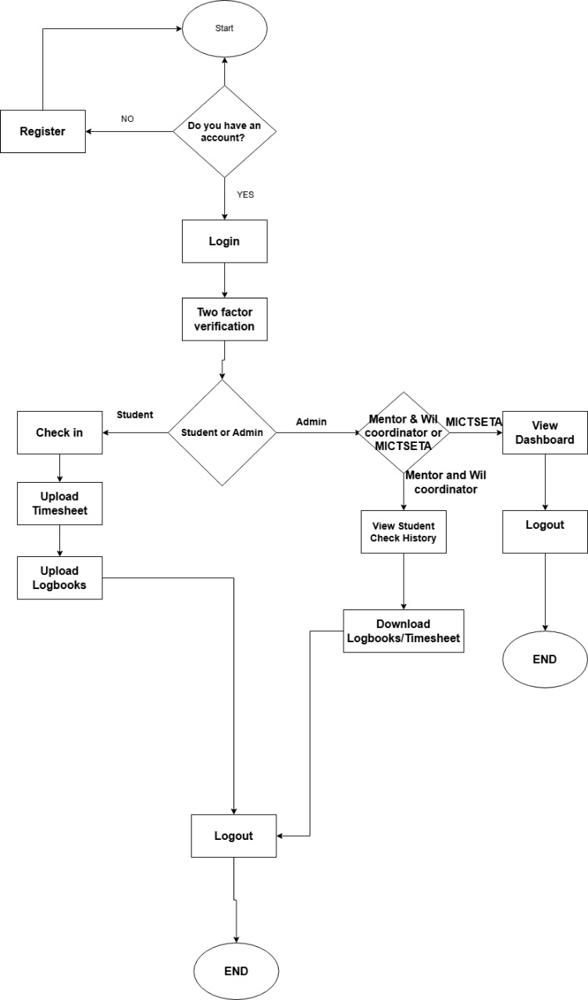 Start
NO
Register
Do you have an
account?
YES
Login
Two factor
verification
Student
Check in
Student or Admin
Admin
Mentor & Wil
coordinator or
MICTSETA
MICTSETA
View
Dashboard
Mentor and Wil
coordinator
Upload
Timesheet
View Student
Check History
Logout
Upload
Logbooks
Download
Logbooks/Timesheet
END
Logout
END